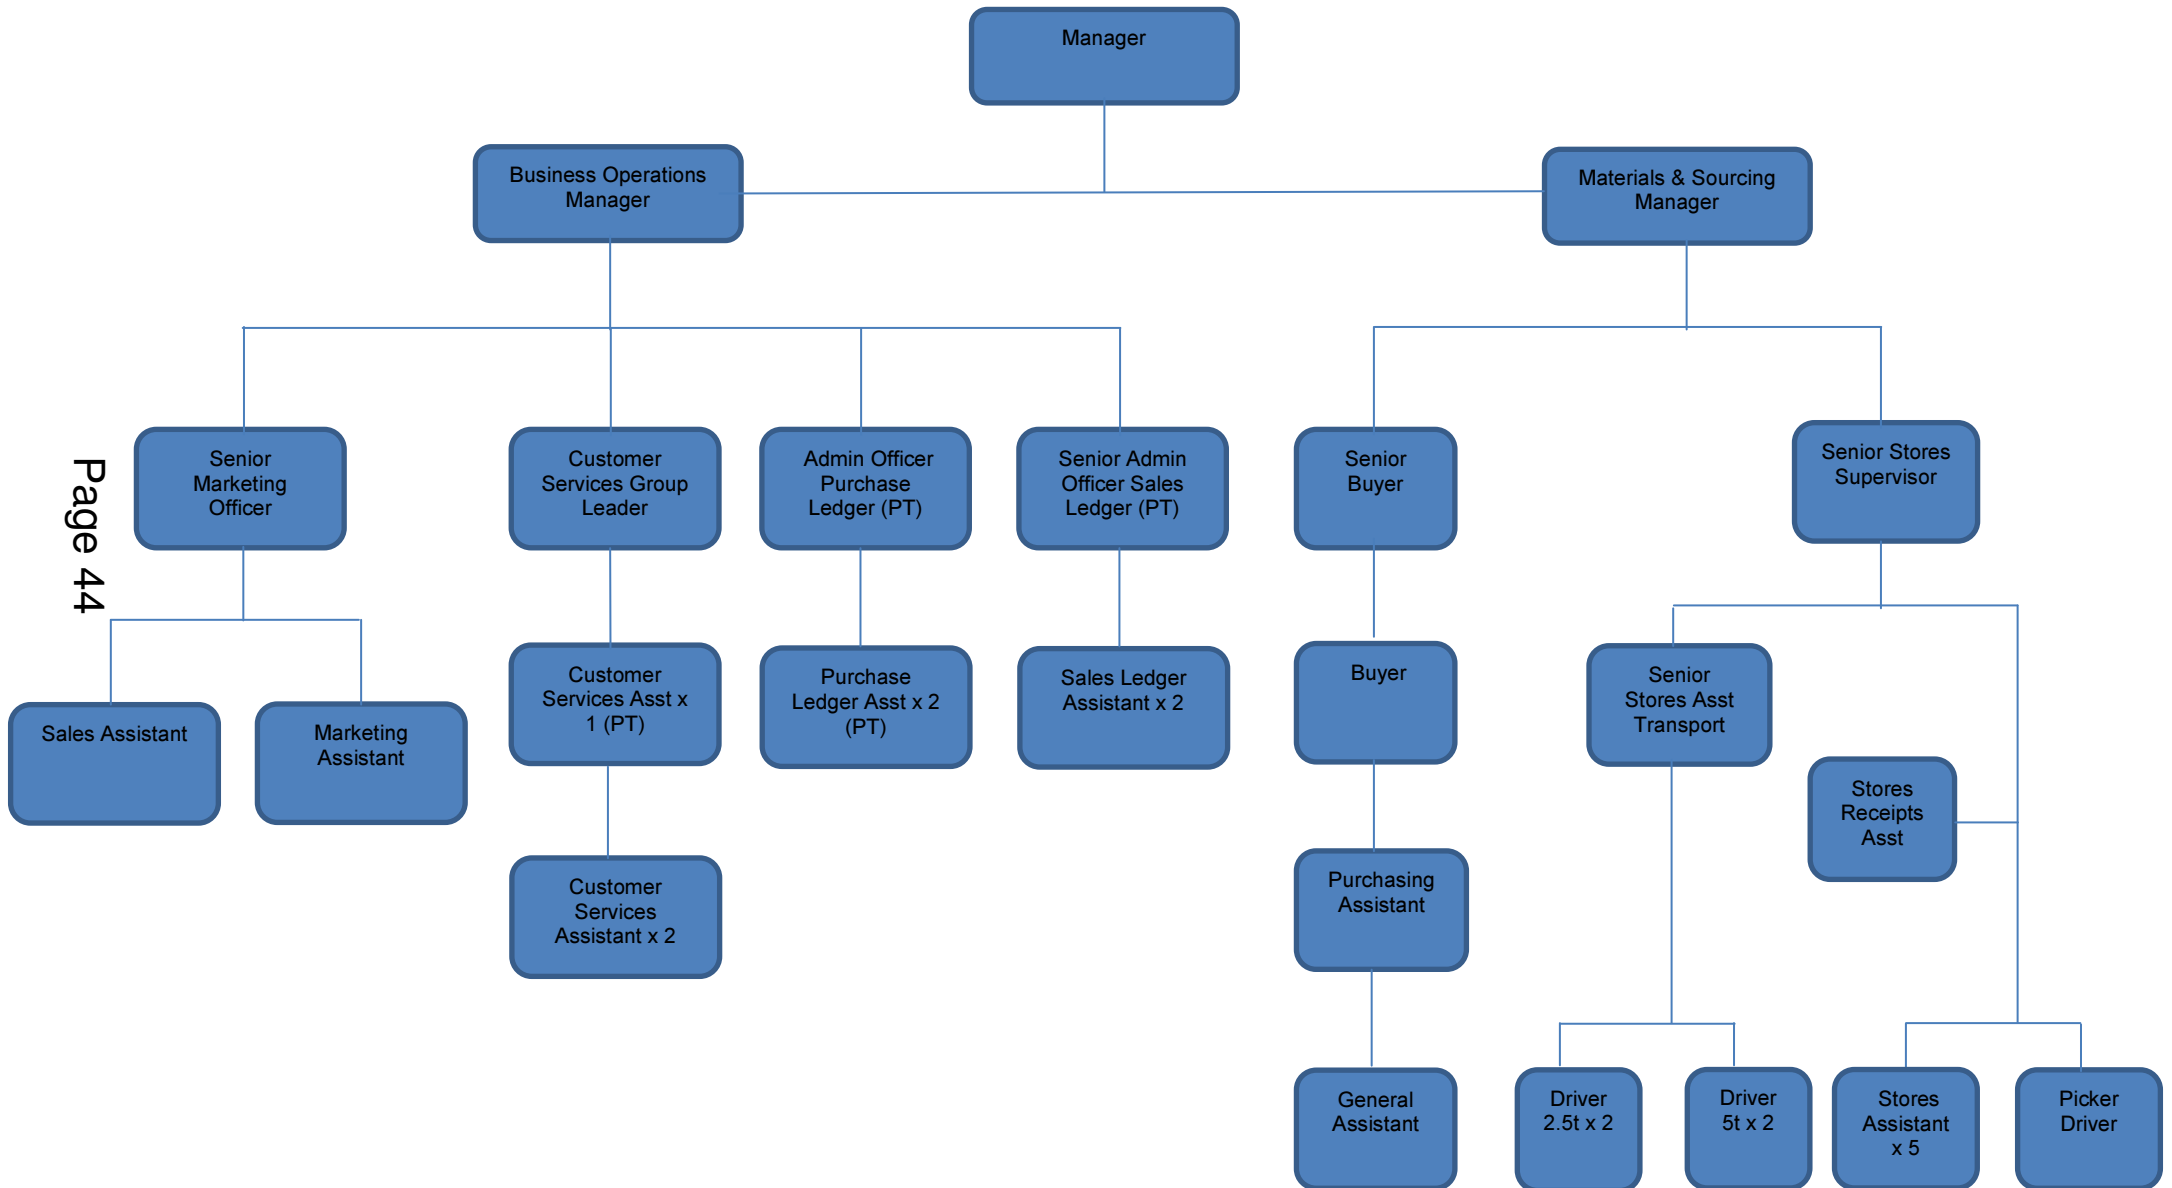 Manager
Business Operations
Manager
Materials & Sourcing
Manager
Page 44
Senior
Marketing
Officer
Customer
Services Group
Leader
Admin Officer
Purchase
Ledger (PT)
Senior Admin
Officer Sales
Ledger (PT)
Senior
Buyer
Senior Stores
Supervisor
Sales Assistant
Marketing
Assistant
Customer
Services Asst x
1 (PT)
Purchase
Ledger Asst x 2
(PT)
Sales Ledger
Assistant x 2
Buyer
Senior
Stores Asst
Transport
Stores
Receipts
Asst
Customer
Services
Assistant x 2
Purchasing
Assistant
General
Assistant
Driver
2.5t x 2
Driver
5t x 2
Stores
Assistant
x 5
Picker
Driver